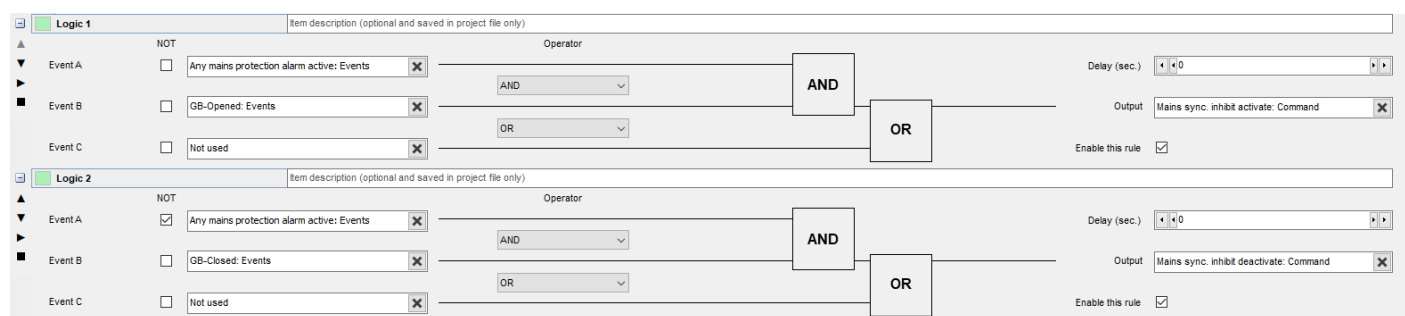 Logic 1 Item description (optional and saved in project file only)
NOT Operator
Event A Any mains protection alarm active: Events Delay (sec.) 0
AND AND
Event B GB-Opened: Events Output Mains sync. inhibit activate: Command
OR OR
Event C Not used Enable this rule
Logic 2 Item description (optional and saved in project file only)
NOT Operator
Event A Any mains protection alarm active: Events Delay (sec.) 0
AND AND
Event B GB-Closed: Events Output Mains sync. inhibit deactivate: Command
OR OR
Event C Not used Enable this rule